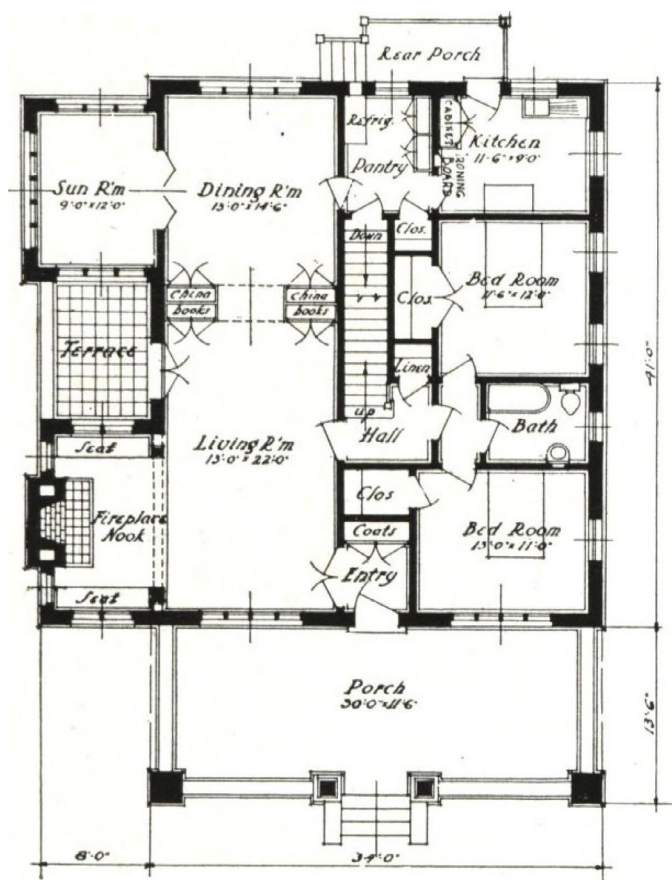 Rear Porch
Refrig.
Pantry
CABINET
IRONING
BOARD
Kitchen
11'-6" x 9'-0"
Sun R'm
9'-0" x 12'-0"
Dining R'm
15'-0" x 14'-6"
Down
Clos.
Clos.
Bed Room
11'-6" x 12'-0"
China
books
China
books
Terrace
Linen
Up
Hall
Bath
Living R'm
15'-0" x 22'-0"
Seat
Fireplace
Nook
Seat
Clos
Coats
Entry
Bed Room
13'-0" x 11'-0"
41'-0"
Porch
30'-0" x 11'-6"
13'-6"
8'-0"
34'-0"